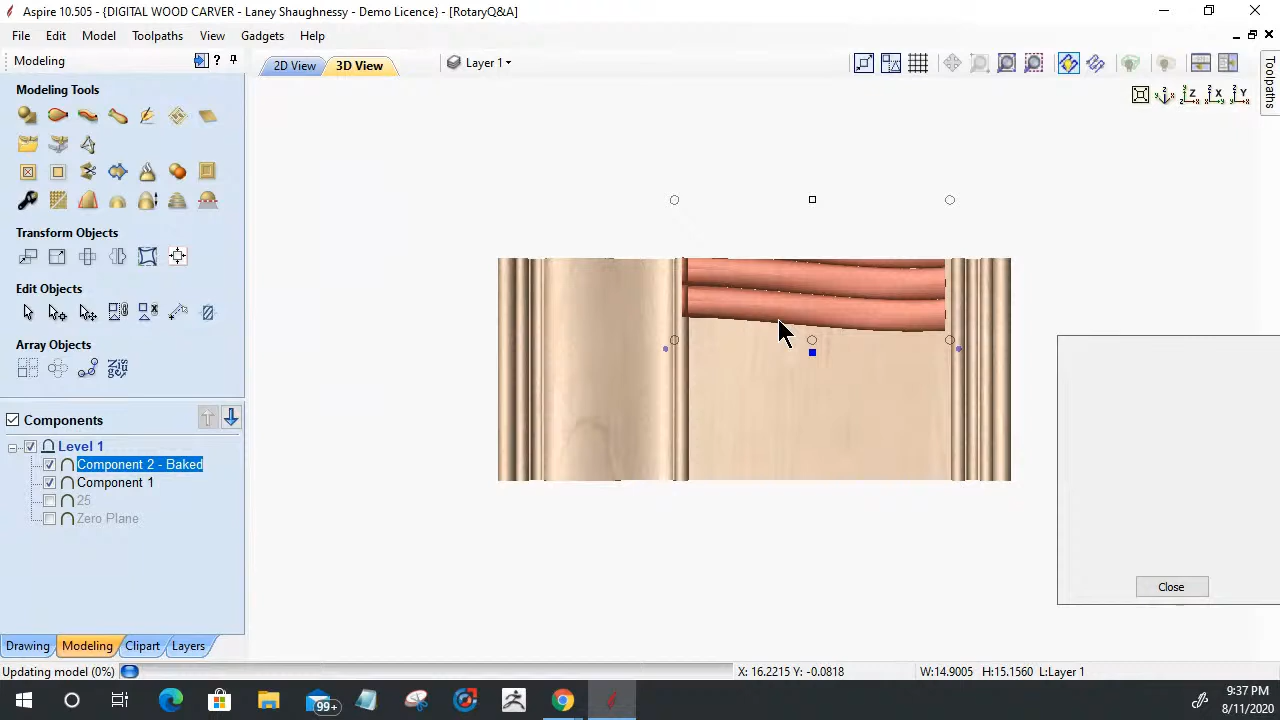 Aspire 10.505 - {DIGITAL WOOD CARVER - Laney Shaughnessy - Demo Licence} - [RotaryQ&A]
File Edit Model Toolpaths View Gadgets Help
Modeling
2D View 3D View Layer 1
Toolpaths
Modeling Tools
Z X Y
Transform Objects
Edit Objects
Array Objects
Components
Level 1
Component 2 - Baked
Component 1
25
Zero Plane
Close
Drawing Modeling Clipart Layers
Updating model (0%) X: 16.2215 Y: -0.0818 W:14.9005 H:15.1560 L:Layer 1
99+
9:37 PM
8/11/2020